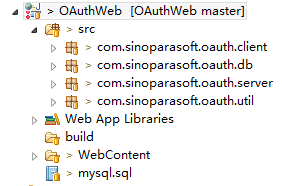 > OAuthWeb [OAuthWeb master]
> src
> com.sinoparasoft.oauth.client
> com.sinoparasoft.oauth.db
> com.sinoparasoft.oauth.server
> com.sinoparasoft.oauth.util
Web App Libraries
build
> WebContent
> mysql.sql